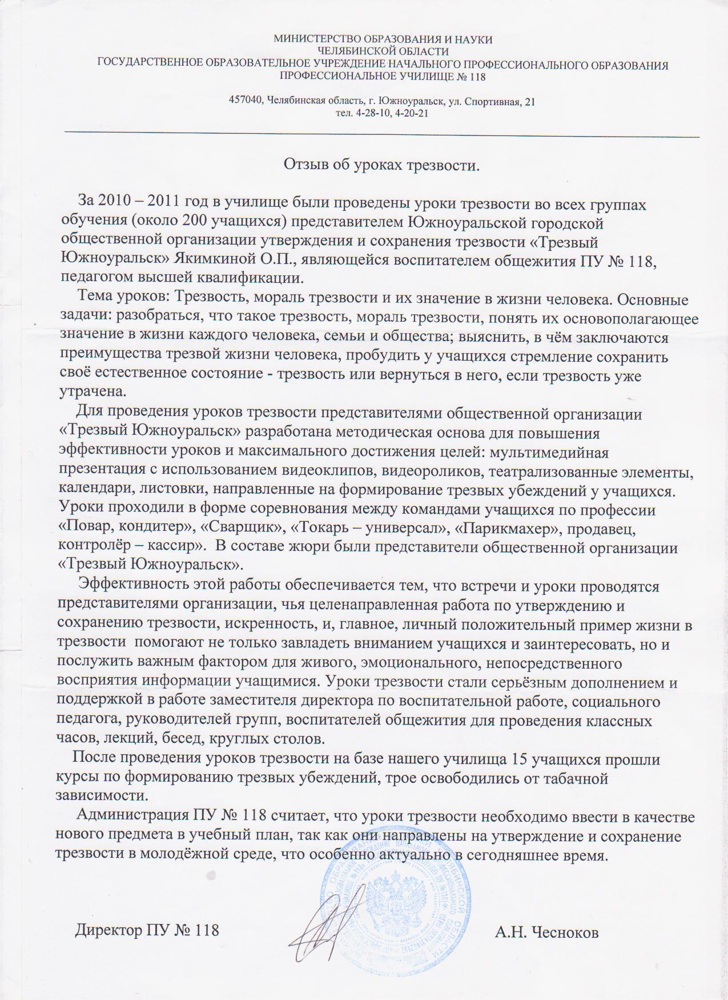 МИНИСТЕРСТВО ОБРАЗОВАНИЯ И НАУКИ
ЧЕЛЯБИНСКОЙ ОБЛАСТИ
ГОСУДАРСТВЕННОЕ ОБРАЗОВАТЕЛЬНОЕ УЧРЕЖДЕНИЕ НАЧАЛЬНОГО ПРОФЕССИОНАЛЬНОГО ОБРАЗОВАНИЯ
ПРОФЕССИОНАЛЬНОЕ УЧИЛИЩЕ № 118
457040, Челябинская область, г. Южноуральск, ул. Спортивная, 21
тел. 4-28-10, 4-20-21
Отзыв об уроках трезвости.
За 2010 – 2011 год в училище были проведены уроки трезвости во всех группах
обучения (около 200 учащихся) представителем Южноуральской городской
общественной организации утверждения и сохранения трезвости «Трезвый
Южноуральск» Якимкиной О.П., являющейся воспитателем общежития ПУ № 118,
педагогом высшей квалификации.
Тема уроков: Трезвость, мораль трезвости и их значение в жизни человека. Основные
задачи: разобраться, что такое трезвость, мораль трезвости, понять их основополагающее
значение в жизни каждого человека, семьи и общества; выяснить, в чём заключаются
преимущества трезвой жизни человека, пробудить у учащихся стремление сохранить
своё естественное состояние - трезвость или вернуться в него, если трезвость уже
утрачена.
Для проведения уроков трезвости представителями общественной организации
«Трезвый Южноуральск» разработана методическая основа для повышения
эффективности уроков и максимального достижения целей: мультимедийная
презентация с использованием видеоклипов, видеороликов, театрализованные элементы,
календари, листовки, направленные на формирование трезвых убеждений у учащихся.
Уроки проходили в форме соревнования между командами учащихся по профессии
«Повар, кондитер», «Сварщик», «Токарь – универсал», «Парикмахер», продавец,
контролёр – кассир».  В составе жюри были представители общественной организации
«Трезвый Южноуральск».
Эффективность этой работы обеспечивается тем, что встречи и уроки проводятся
представителями организации, чья целенаправленная работа по утверждению и
сохранению трезвости, искренность, и, главное, личный положительный пример жизни в
трезвости  помогают не только завладеть вниманием учащихся и заинтересовать, но и
послужить важным фактором для живого, эмоционального, непосредственного
восприятия информации учащимися. Уроки трезвости стали серьёзным дополнением и
поддержкой в работе заместителя директора по воспитательной работе, социального
педагога, руководителей групп, воспитателей общежития для проведения классных
часов, лекций, бесед, круглых столов.
После проведения уроков трезвости на базе нашего училища 15 учащихся прошли
курсы по формированию трезвых убеждений, трое освободились от табачной
зависимости.
Администрация ПУ № 118 считает, что уроки трезвости необходимо ввести в качестве
нового предмета в учебный план, так как они направлены на утверждение и сохранение
трезвости в молодёжной среде, что особенно актуально в сегодняшнее время.
Директор ПУ № 118 А.Н. Чесноков